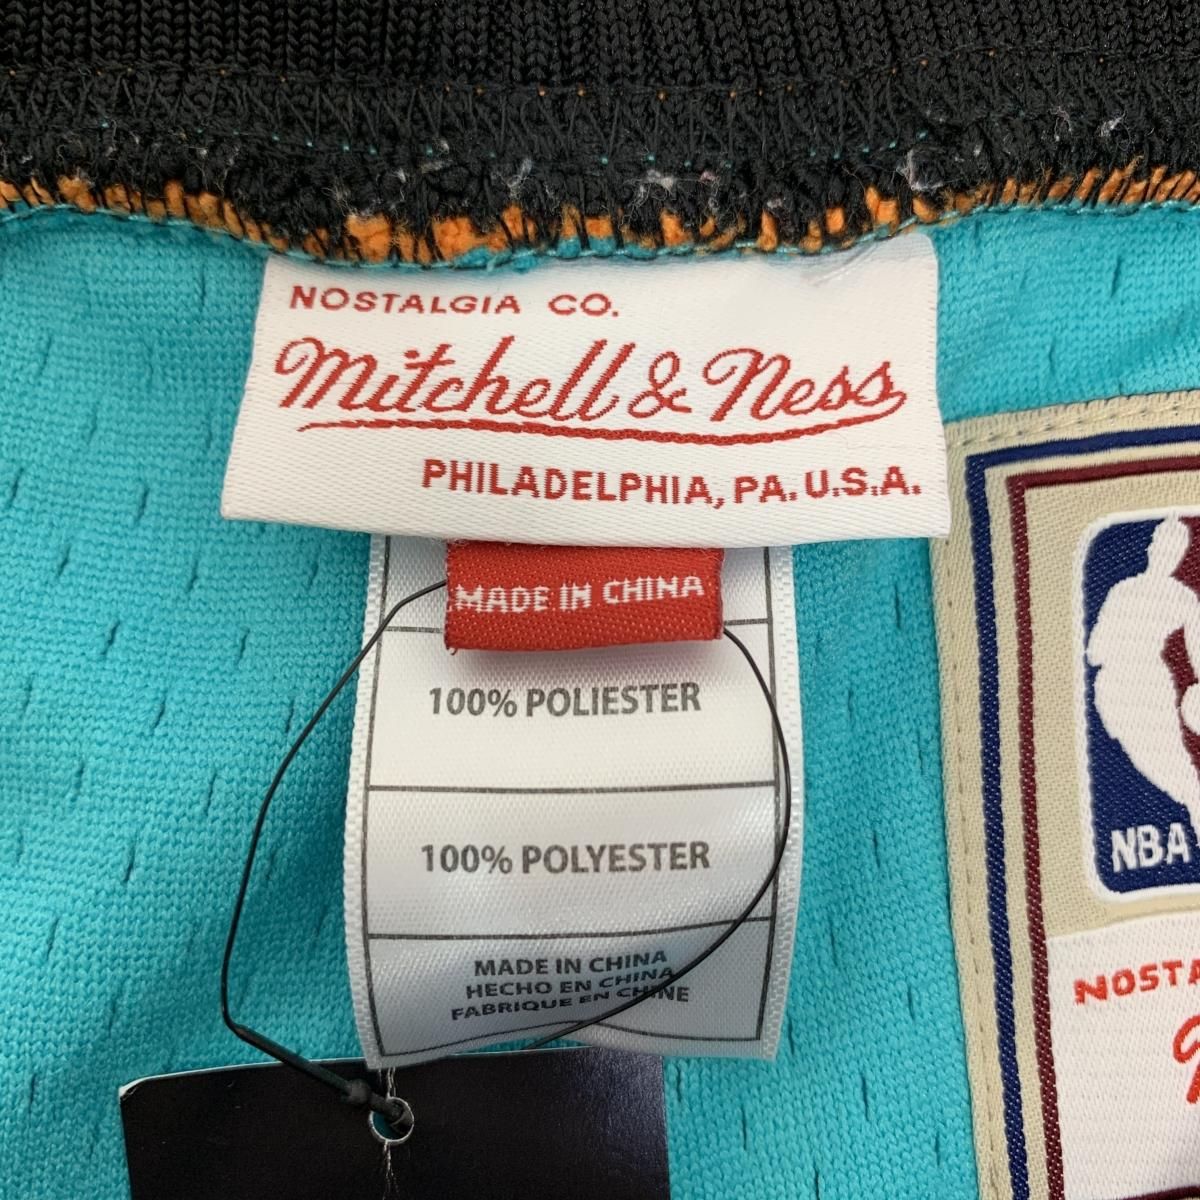 NOSTALGIA CO.
Mitchell & Ness
PHILADELPHIA, PA. U.S.A.
MADE IN CHINA
100% POLIESTER
100% POLYESTER
MADE IN CHINA
HECHO EN CHINA
FABRIQUE EN CHINE
NBA
NOSTA